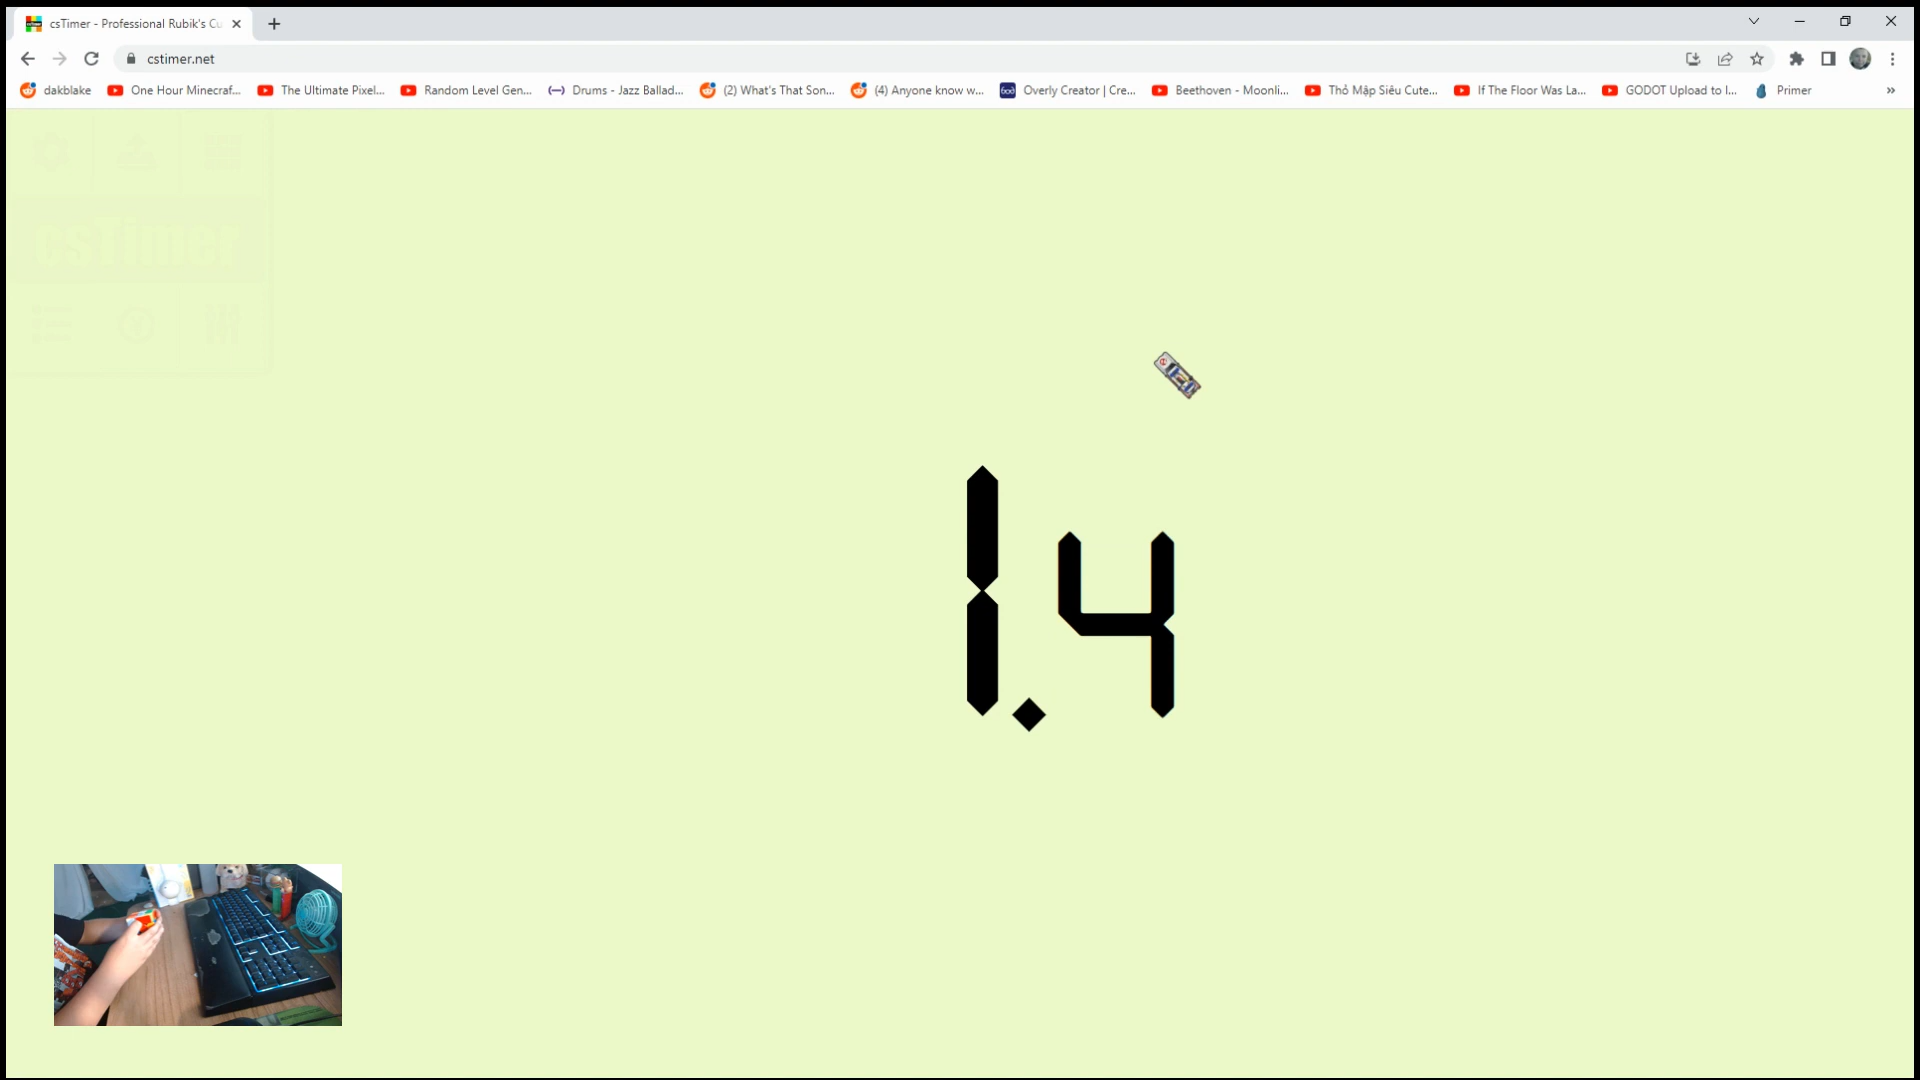 csTimer - Professional Rubik's Cu
cstimer.net
dakblake
One Hour Minecraf...
The Ultimate Pixel...
Random Level Gen...
Drums - Jazz Ballad...
(2) What's That Son...
(4) Anyone know w...
Overly Creator | Cre...
Beethoven - Moonli...
Thỏ Mập Siêu Cute...
If The Floor Was La...
GODOT Upload to I...
Primer
csTimer
1.4